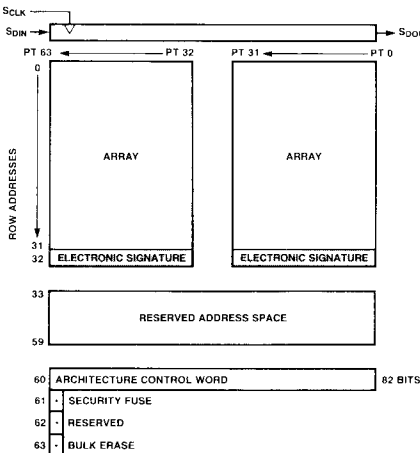 SCLK
SDIN
SDOU
PT 63 PT 32 PT 31 PT 0
0
ROW ADDRESSES
ARRAY ARRAY
31
32 ELECTRONIC SIGNATURE ELECTRONIC SIGNATURE
33
RESERVED ADDRESS SPACE
59
60 ARCHITECTURE CONTROL WORD 82 BITS
61 SECURITY FUSE
62 RESERVED
63 BULK ERASE